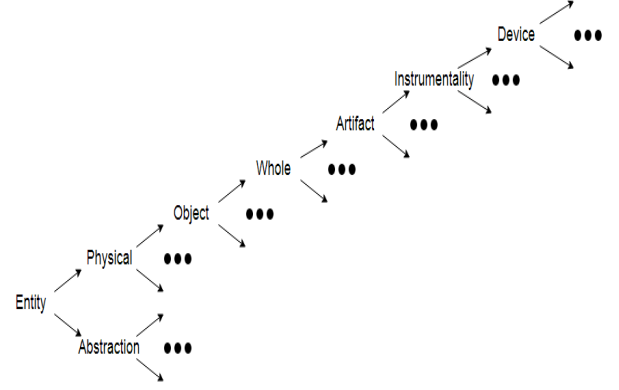 Device
Instrumentality
Artifact
Whole
Object
Physical
Entity
Abstraction